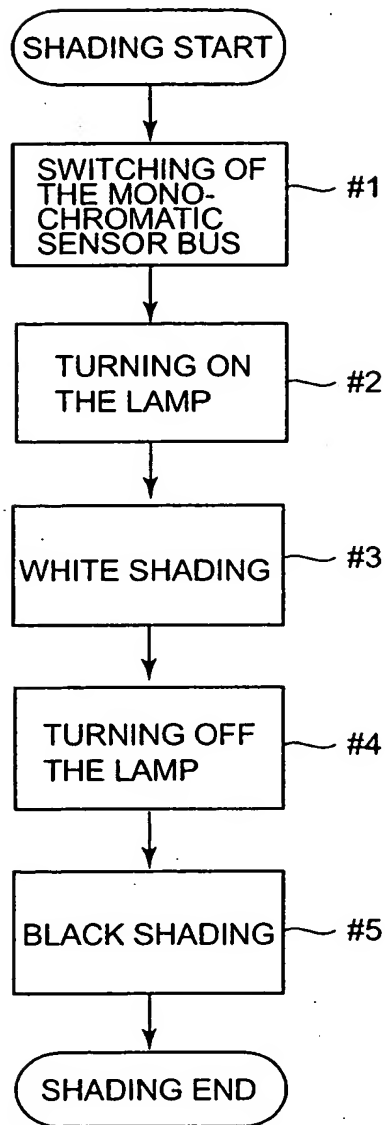 SHADING START
SWITCHING OF
THE MONO-
CHROMATIC
SENSOR BUS
#1
TURNING ON
THE LAMP
#2
WHITE SHADING
#3
TURNING OFF
THE LAMP
#4
BLACK SHADING
#5
SHADING END